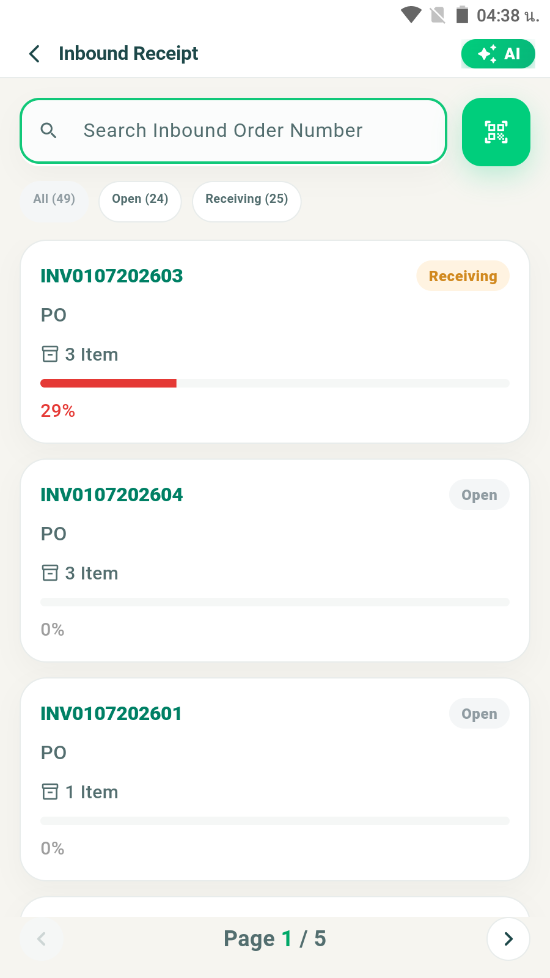 04:38 น.
Inbound Receipt
AI
Search Inbound Order Number
All (49)
Open (24)
Receiving (25)
INV0107202603
Receiving
PO
3 Item
29%
INV0107202604
Open
PO
3 Item
0%
INV0107202601
Open
PO
1 Item
0%
Page 1 / 5